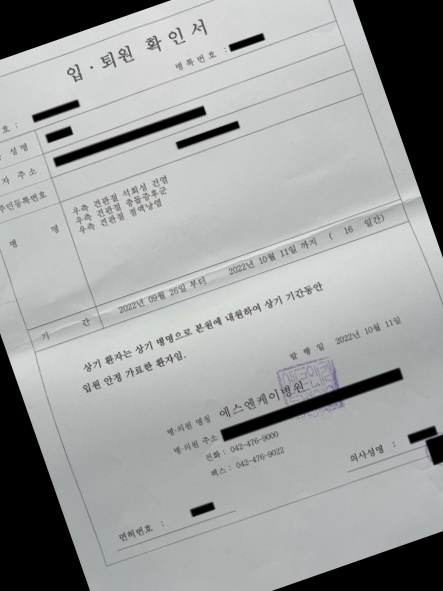 입 · 퇴원 확 인 서
병 록 번 호 :
호 :
성 명
자 주 소
주민등록번호
병 명
우측 견관절 석회성 건염
우측 견관절 충돌증후군
우측 견관절 점액낭염
기 간
2022년 09월 26일 부터 2022년 10월 11일 까지 ( 16 일간)
상기 환자는 상기 병명으로 본원에 내원하여 상기 기간동안
입원 안정 가료한 환자임.
발 행 일 2022년 10월 11일
병·의원 명칭 에스엔케이병원
병·의원 주소
전화 : 042-476-9000
팩스 : 042-476-9022
의사성명 :
면허번호 :